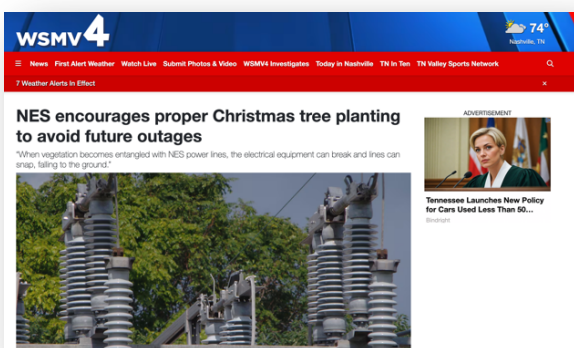 WSMV 4
74°
Nashville, TN
News First Alert Weather Watch Live Submit Photos & Video WSMV4 Investigates Today in Nashville TN In Ten TN Valley Sports Network
7 Weather Alerts In Effect
×
NES encourages proper Christmas tree planting
to avoid future outages
"When vegetation becomes entangled with NES power lines, the electrical equipment can break and lines can
snap, falling to the ground."
ADVERTISEMENT
Tennessee Launches New Policy
for Cars Used Less Than 50...
Bindright